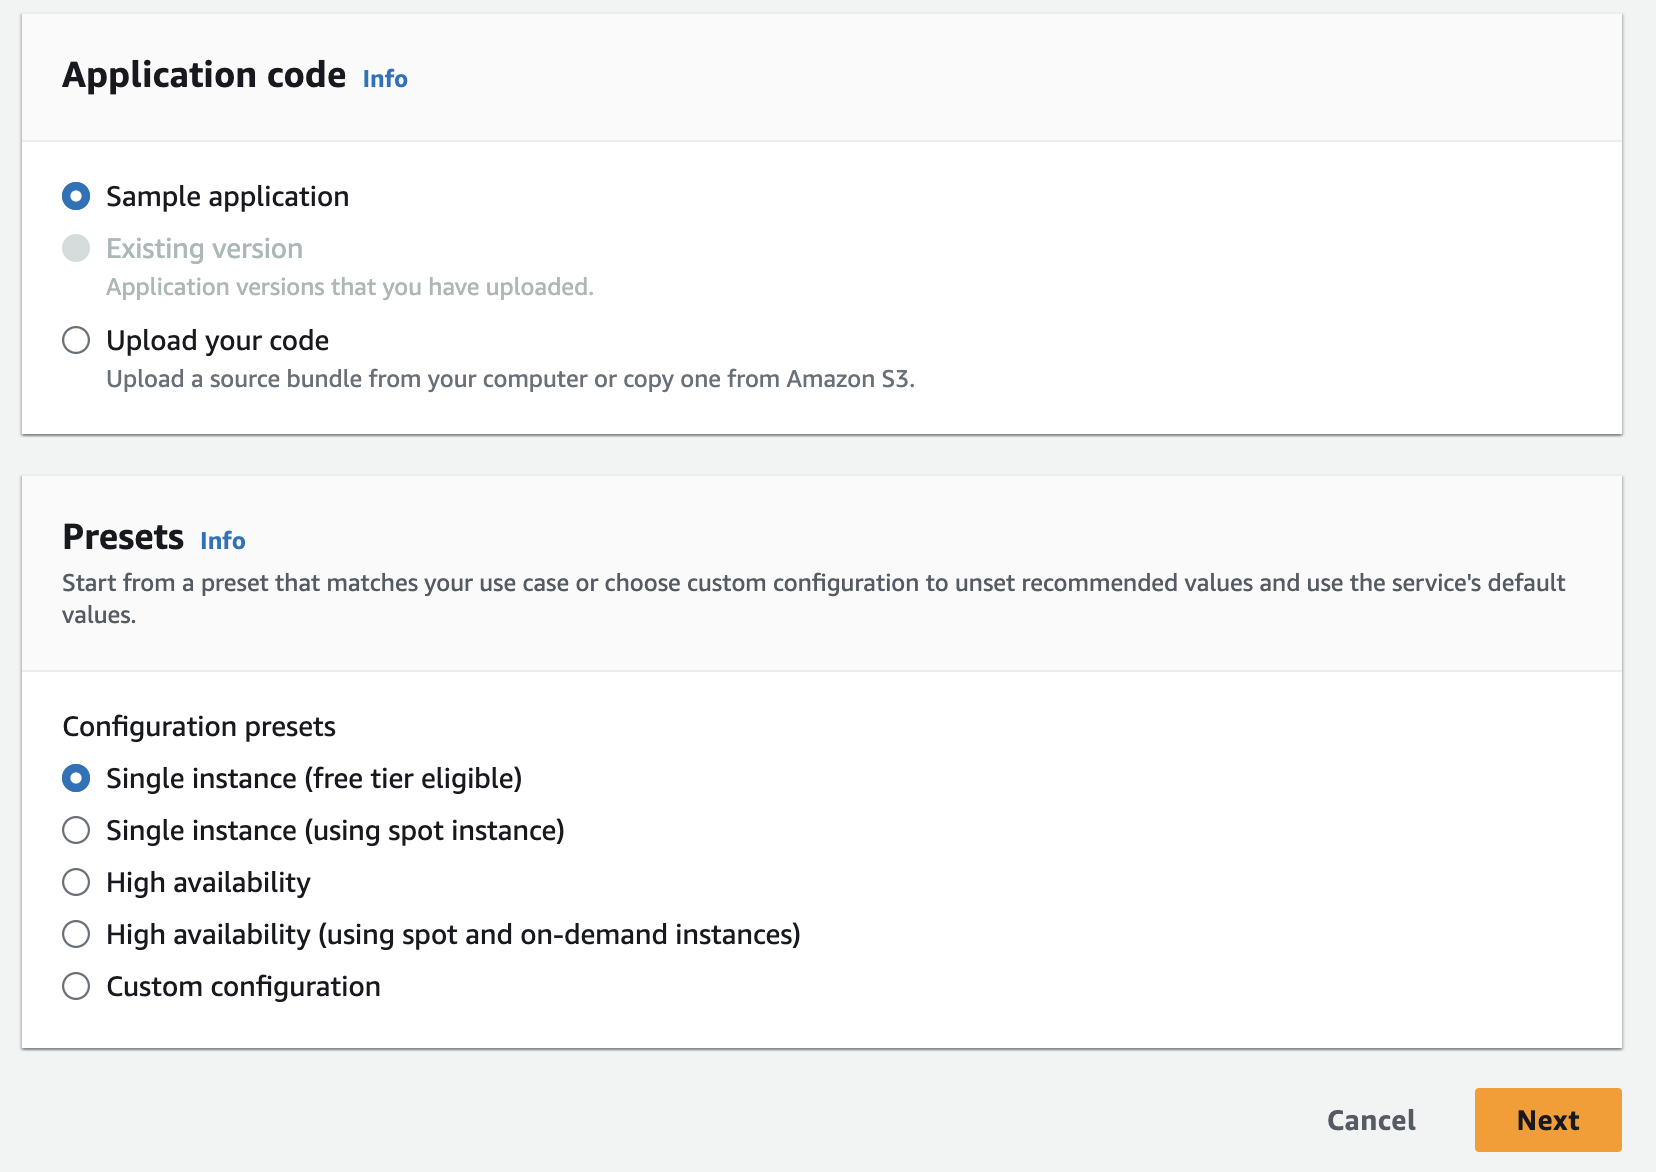 Application code Info
Sample application
Existing version
Application versions that you have uploaded.
Upload your code
Upload a source bundle from your computer or copy one from Amazon S3.
Presets Info
Start from a preset that matches your use case or choose custom configuration to unset recommended values and use the service's default
values.
Configuration presets
Single instance (free tier eligible)
Single instance (using spot instance)
High availability
High availability (using spot and on-demand instances)
Custom configuration
Cancel Next